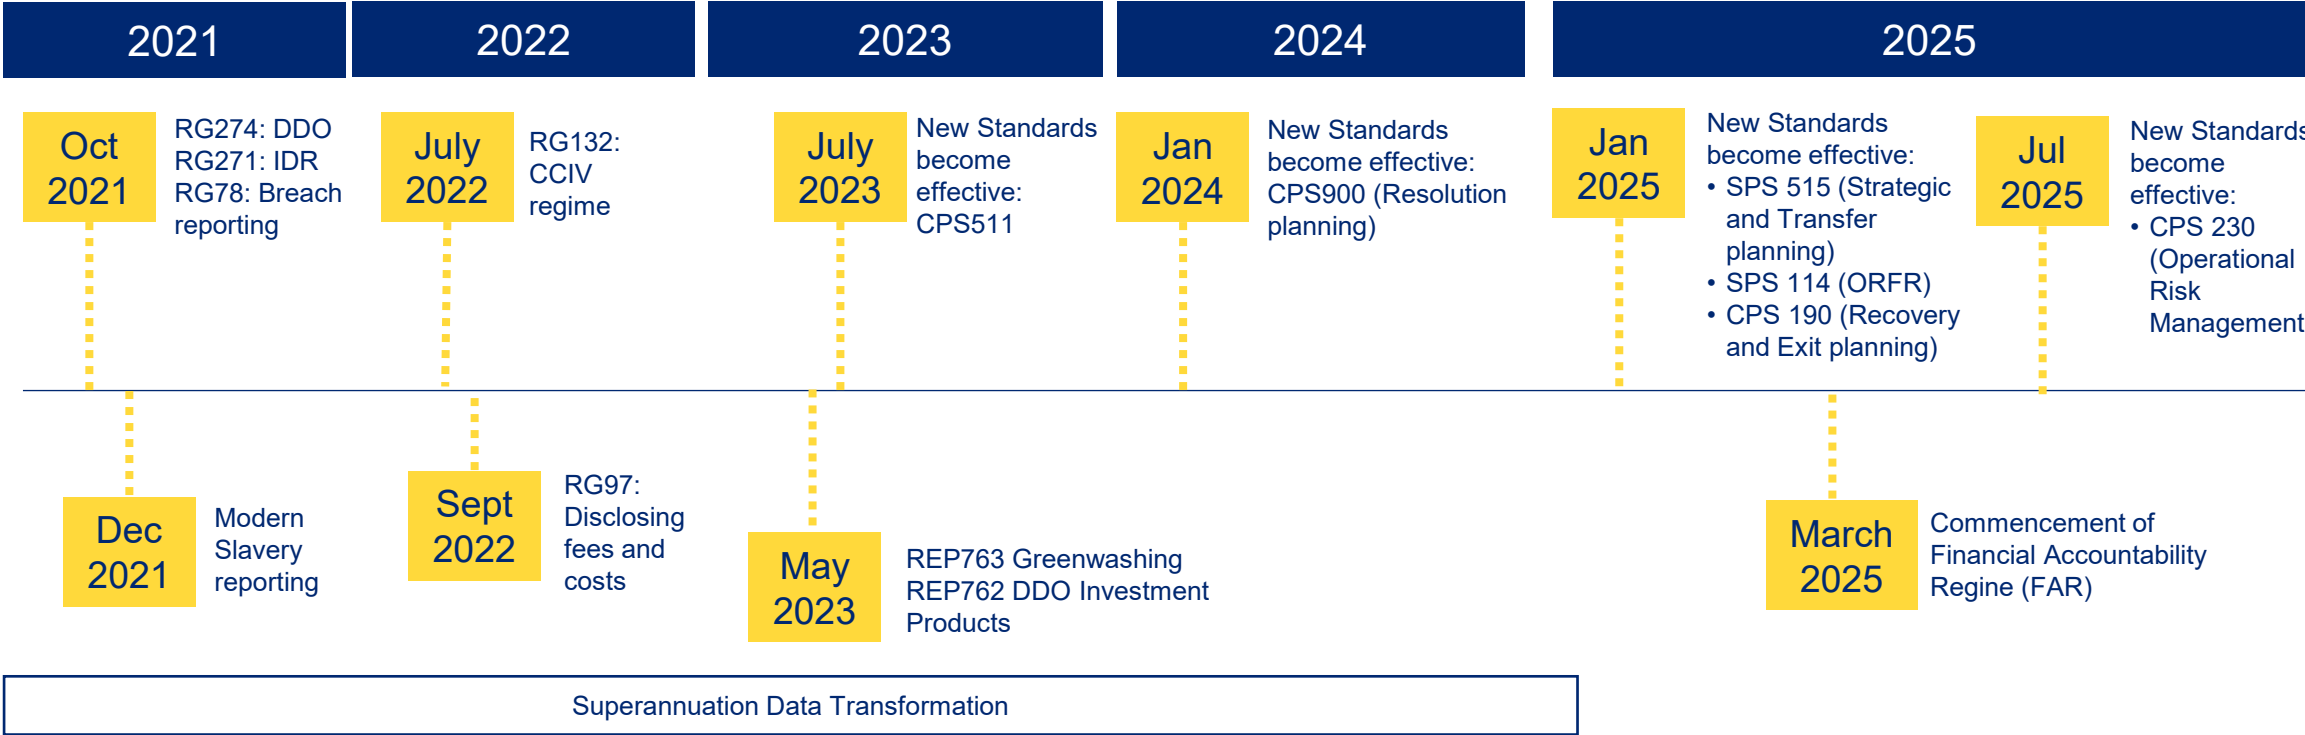 2021
2022
2023
2024
2025
Oct
2021
RG274: DDO
RG271: IDR
RG78: Breach
reporting
July
2022
RG132:
CCIV
regime
July
2023
New Standards
become
effective:
CPS511
Jan
2024
New Standards
become effective:
CPS900 (Resolution
planning)
Jan
2025
New Standards
become effective:
• SPS 515 (Strategic
and Transfer
planning)
• SPS 114 (ORFR)
• CPS 190 (Recovery
and Exit planning)
Jul
2025
New Standards
become
effective:
• CPS 230
(Operational
Risk
Management
Dec
2021
Modern
Slavery
reporting
Sept
2022
RG97:
Disclosing
fees and
costs
May
2023
REP763 Greenwashing
REP762 DDO Investment
Products
March
2025
Commencement of
Financial Accountability
Regine (FAR)
Superannuation Data Transformation